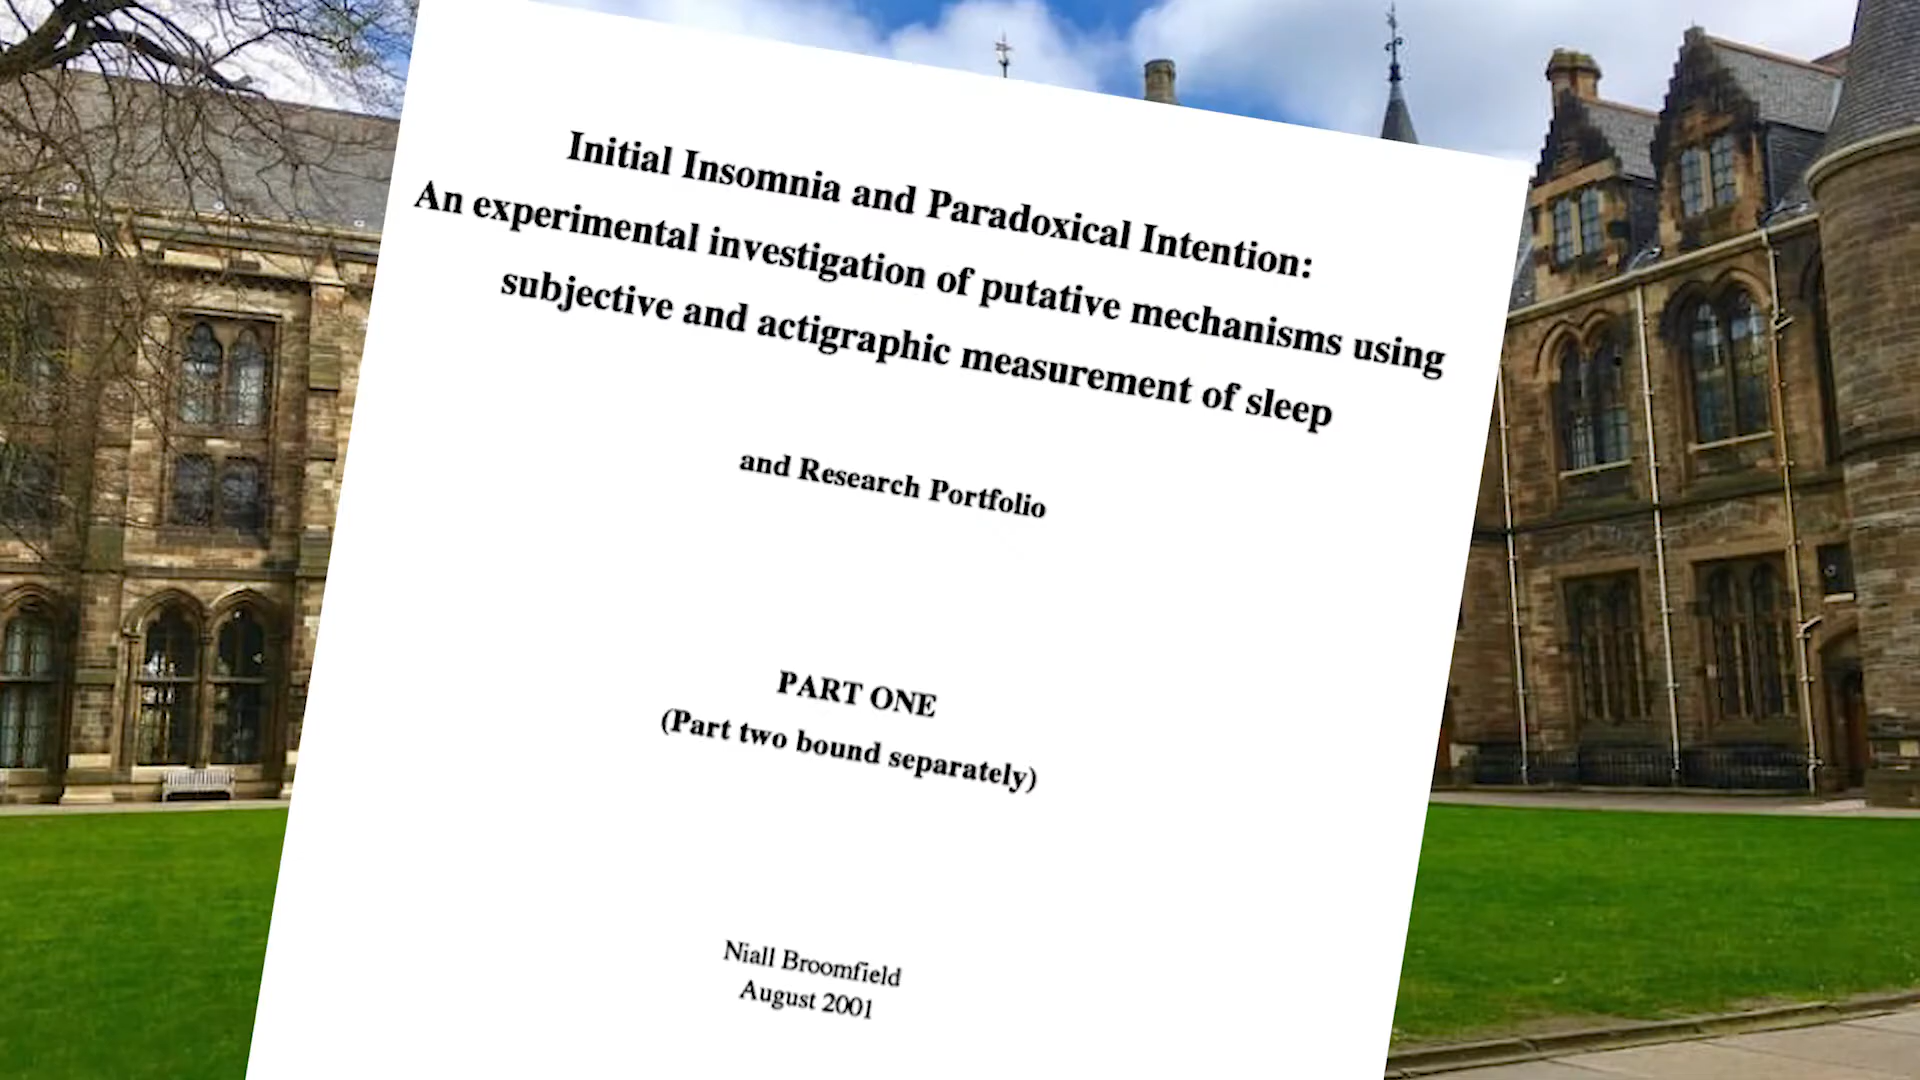 Initial Insomnia and Paradoxical Intention:
An experimental investigation of putative mechanisms using
subjective and actigraphic measurement of sleep
and Research Portfolio
PART ONE
(Part two bound separately)
Niall Broomfield
August 2001